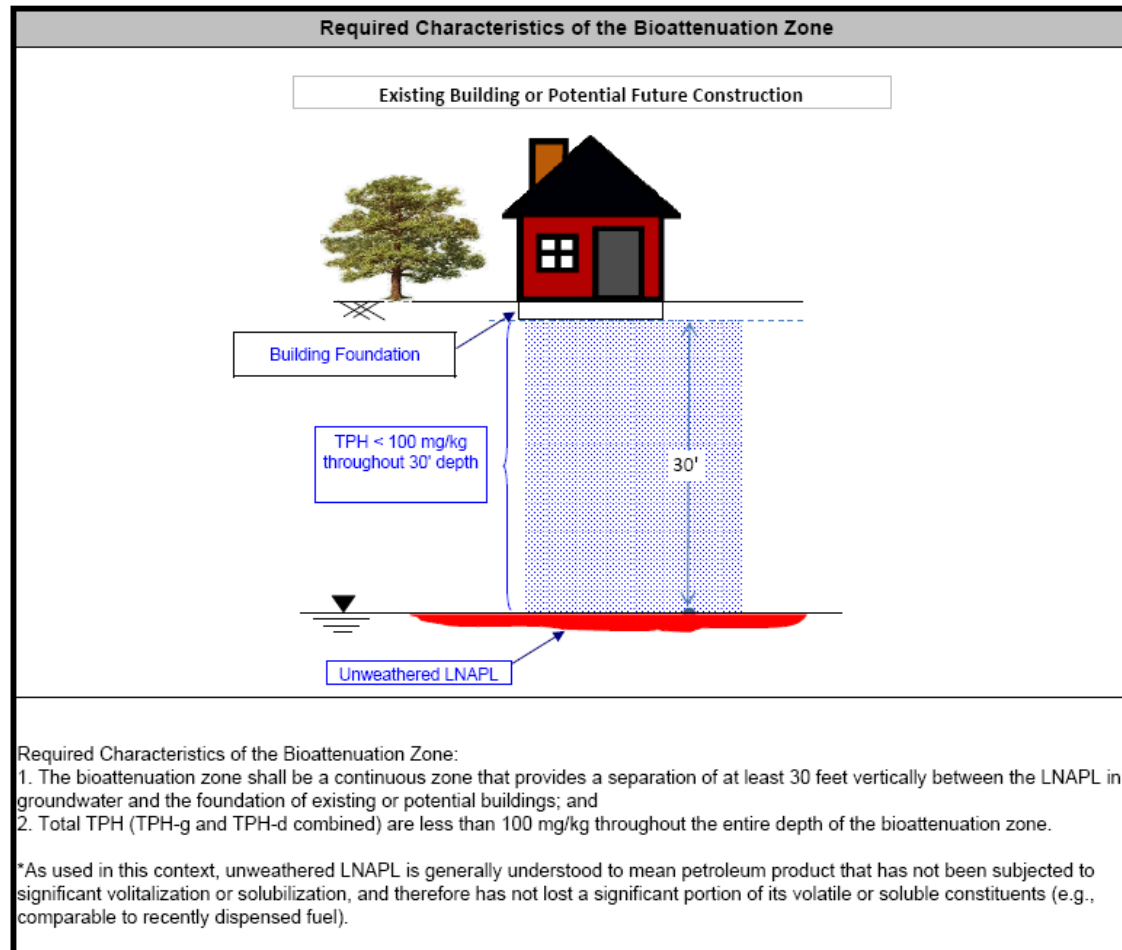 Required Characteristics of the Bioattenuation Zone
Existing Building or Potential Future Construction
Building Foundation
TPH < 100 mg/kg
throughout 30' depth
30'
Unweathered LNAPL
Required Characteristics of the Bioattenuation Zone:
1. The bioattenuation zone shall be a continuous zone that provides a separation of at least 30 feet vertically between the LNAPL in
groundwater and the foundation of existing or potential buildings; and
2. Total TPH (TPH-g and TPH-d combined) are less than 100 mg/kg throughout the entire depth of the bioattenuation zone.
*As used in this context, unweathered LNAPL is generally understood to mean petroleum product that has not been subjected to
significant volitalization or solubilization, and therefore has not lost a significant portion of its volatile or soluble constituents (e.g.,
comparable to recently dispensed fuel).